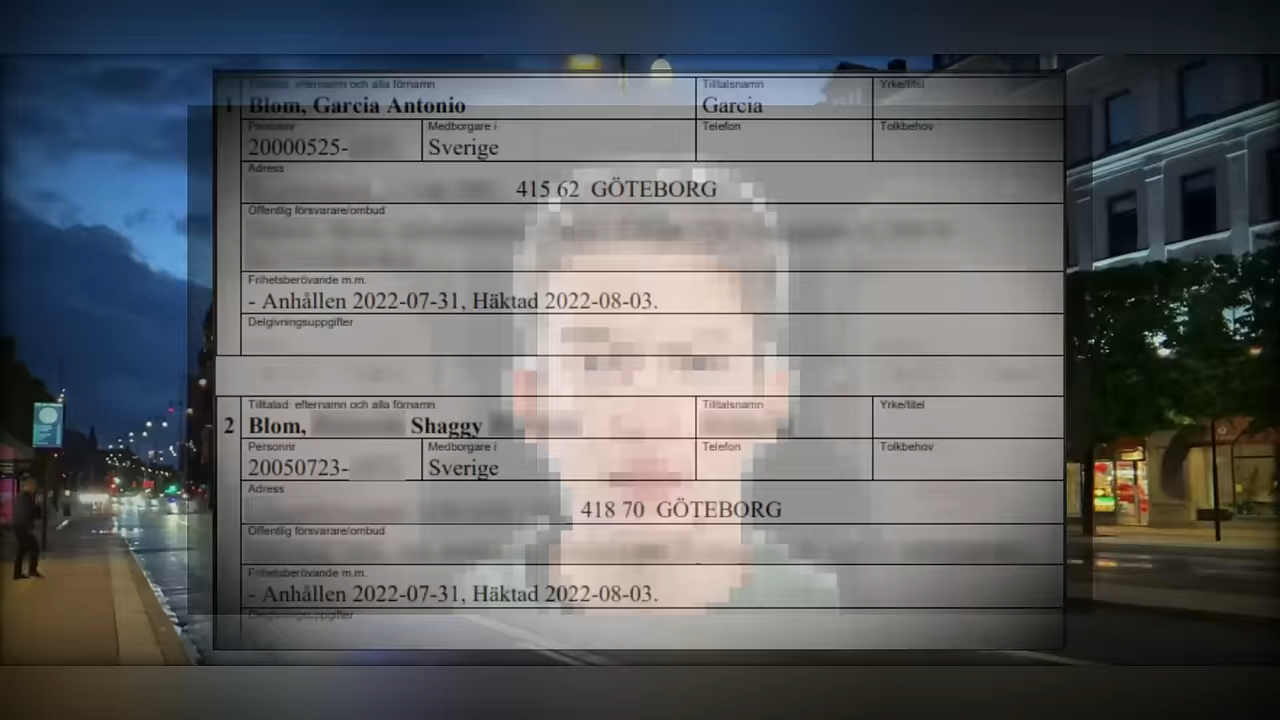 Tilltalad: efternamn och alla förnamn Tilltalsnamn Yrke/titel
1 Blom, Garcia Antonio Garcia
Personnr Medborgare i Telefon Tolkbehov
20000525- Sverige
Adress
415 62 GÖTEBORG
Offentlig försvarare/ombud
Frihetsberövande m.m.
- Anhållen 2022-07-31, Häktad 2022-08-03.
Delgivningsuppgifter
Tilltalad: efternamn och alla förnamn Tilltalsnamn Yrke/titel
2 Blom, Shaggy
Personnr Medborgare i Telefon Tolkbehov
20050723- Sverige
Adress
418 70 GÖTEBORG
Offentlig försvarare/ombud
Frihetsberövande m.m.
- Anhållen 2022-07-31, Häktad 2022-08-03.
Delgivningsuppgifter